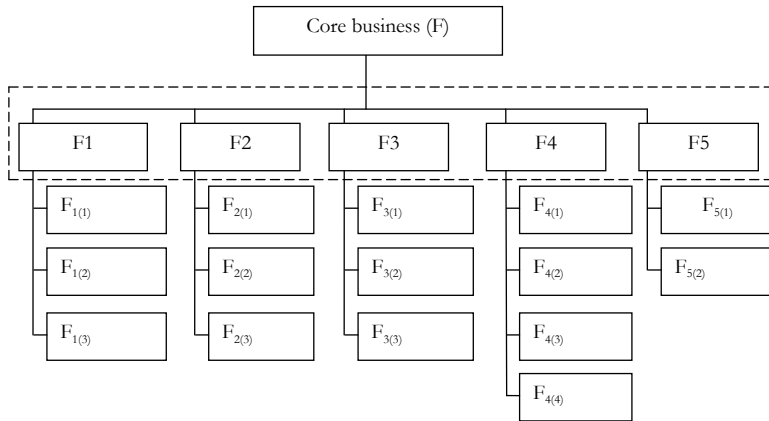 Core business (F)
F1
F2
F3
F4
F5
F1(1)
F2(1)
F3(1)
F4(1)
F5(1)
F1(2)
F2(2)
F3(2)
F4(2)
F5(2)
F1(3)
F2(3)
F3(3)
F4(3)
F4(4)